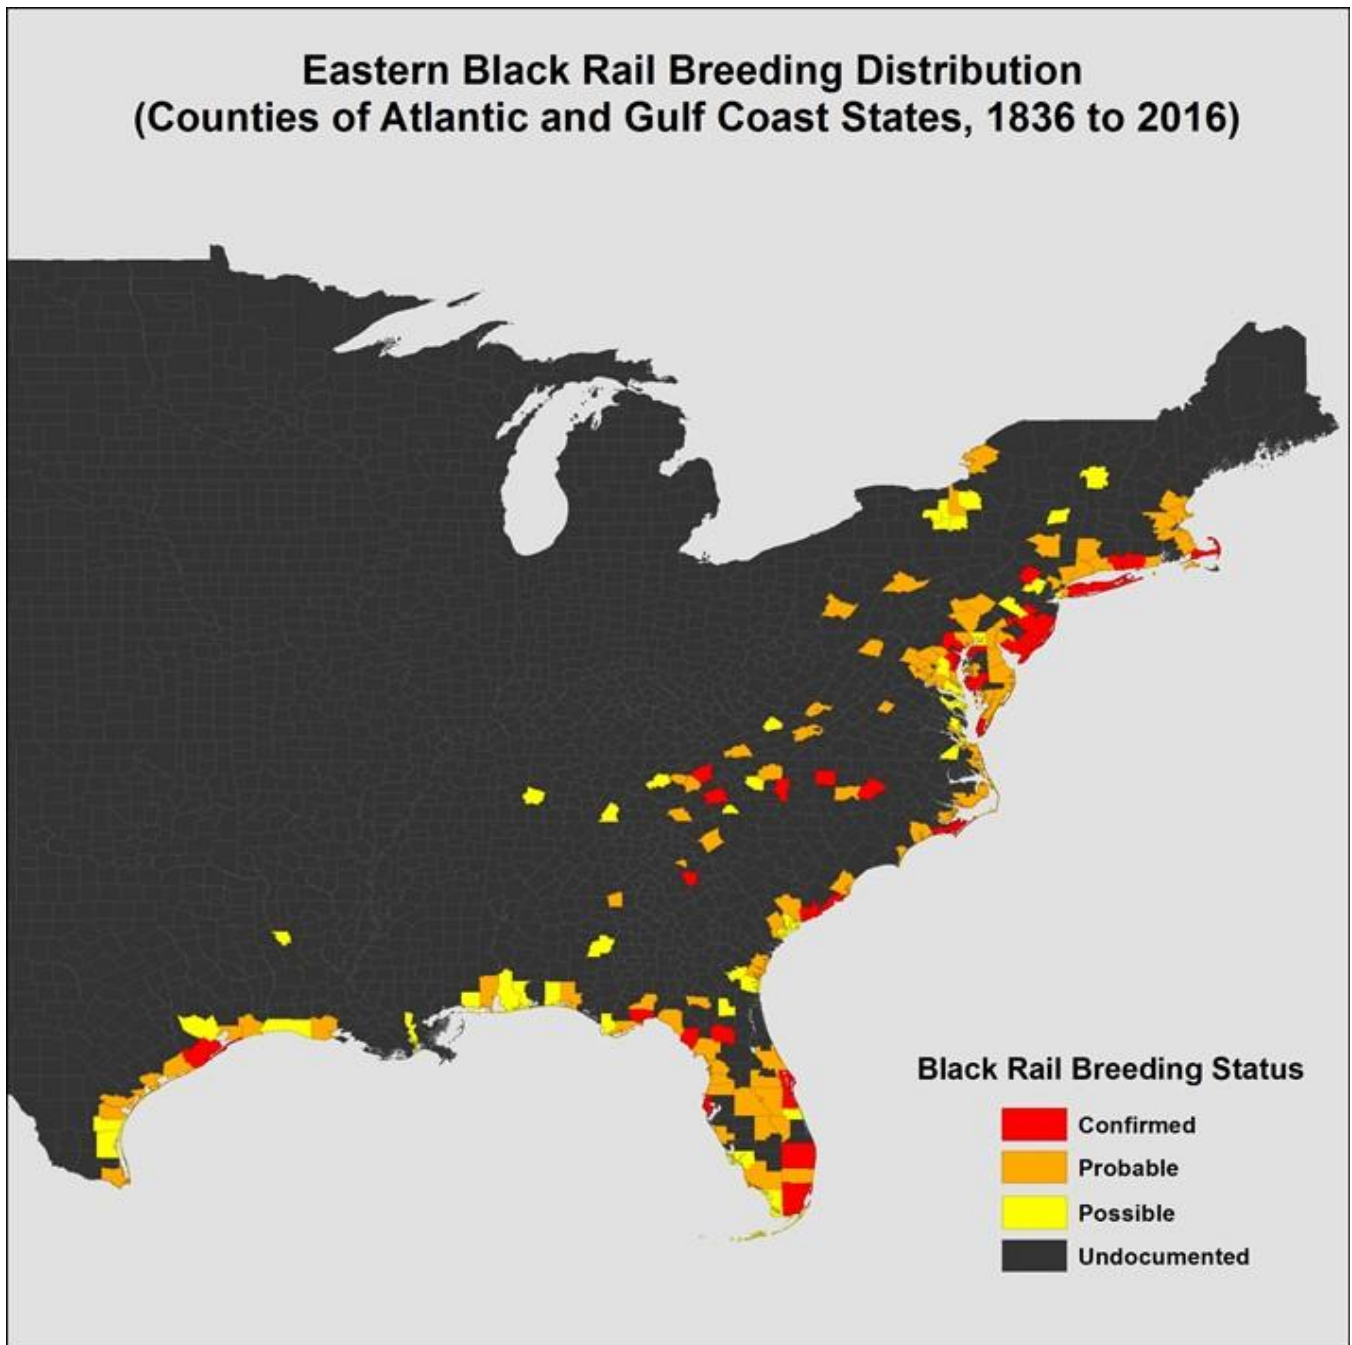 Eastern Black Rail Breeding Distribution
(Counties of Atlantic and Gulf Coast States, 1836 to 2016)
Black Rail Breeding Status
Confirmed
Probable
Possible
Undocumented